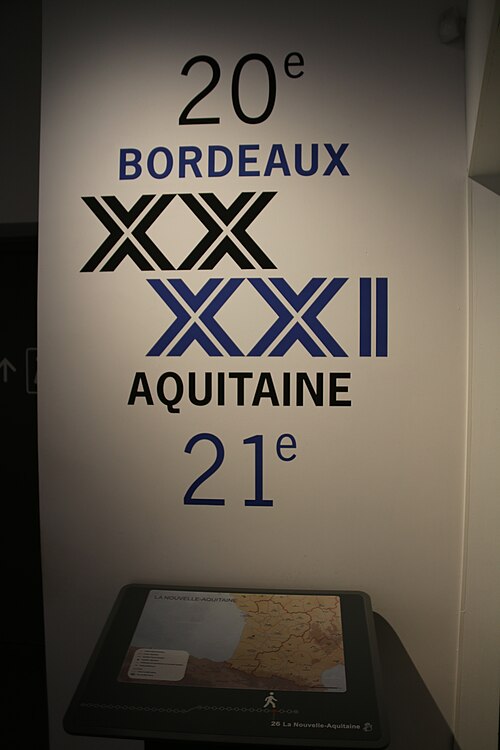 20e
BORDEAUX
XX
XXI
AQUITAINE
21e
LA NOUVELLE-AQUITAINE
26 La Nouvelle-Aquitaine